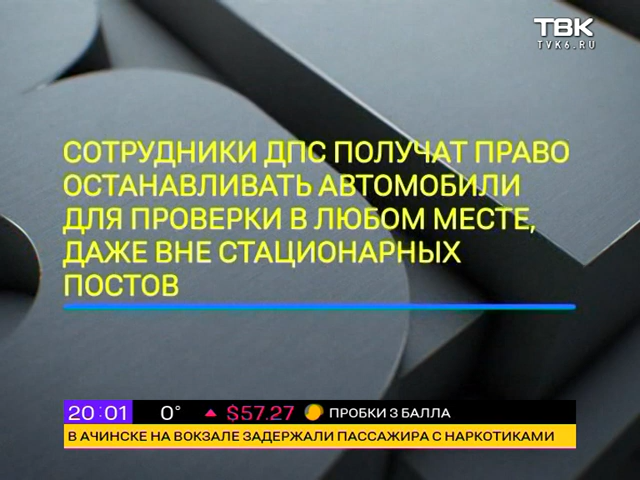 ТВК
TVK6.RU
СОТРУДНИКИ ДПС ПОЛУЧАТ ПРАВО
ОСТАНАВЛИВАТЬ АВТОМОБИЛИ
ДЛЯ ПРОВЕРКИ В ЛЮБОМ МЕСТЕ,
ДАЖЕ ВНЕ СТАЦИОНАРНЫХ
ПОСТОВ
20:01 0° $57.27 ПРОБКИ 3 БАЛЛА
В АЧИНСКЕ НА ВОКЗАЛЕ ЗАДЕРЖАЛИ ПАССАЖИРА С НАРКОТИКАМИ